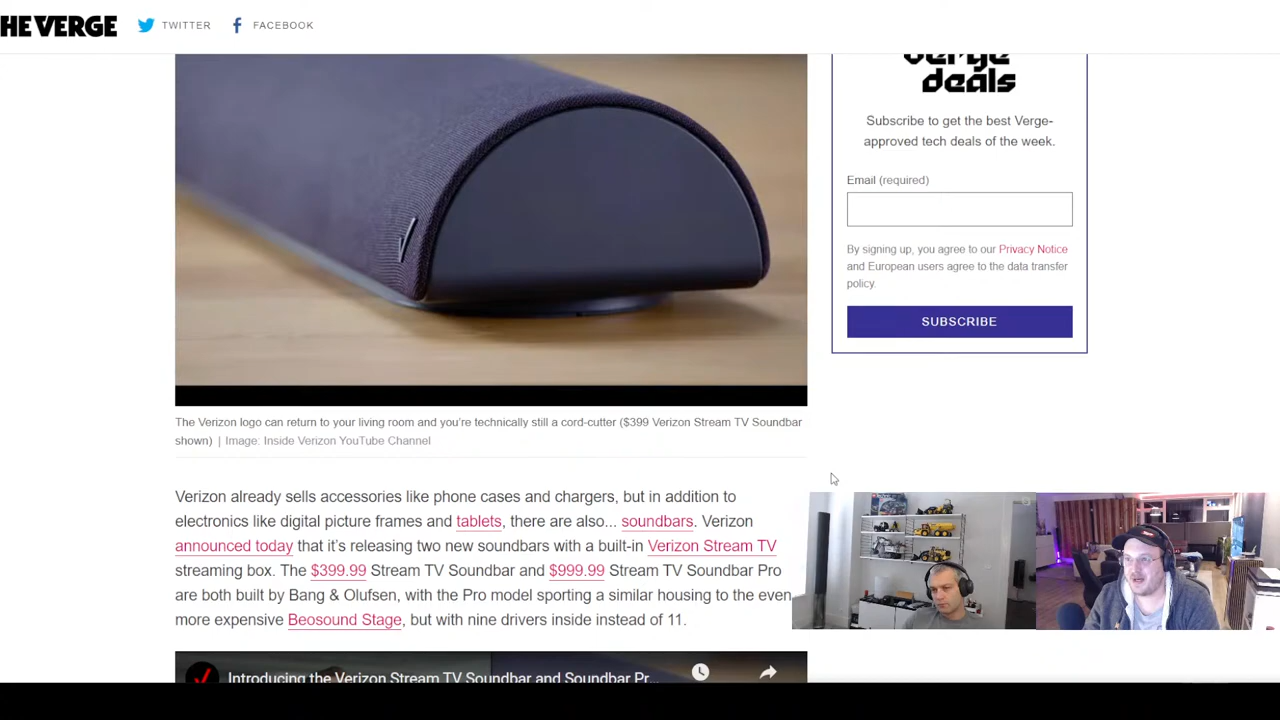 HE VERGE
TWITTER
FACEBOOK
verge
deals
Subscribe to get the best Verge-
approved tech deals of the week.
Email (required)
By signing up, you agree to our Privacy Notice
and European users agree to the data transfer
policy.
SUBSCRIBE
The Verizon logo can return to your living room and you’re technically still a cord-cutter ($399 Verizon Stream TV Soundbar
shown) | Image: Inside Verizon YouTube Channel
Verizon already sells accessories like phone cases and chargers, but in addition to
electronics like digital picture frames and tablets, there are also... soundbars. Verizon
announced today that it’s releasing two new soundbars with a built-in Verizon Stream TV
streaming box. The $399.99 Stream TV Soundbar and $999.99 Stream TV Soundbar Pro
are both built by Bang & Olufsen, with the Pro model sporting a similar housing to the even
more expensive Beosound Stage, but with nine drivers inside instead of 11.
Introducing the Verizon Stream TV Soundbar and Soundbar Pr...